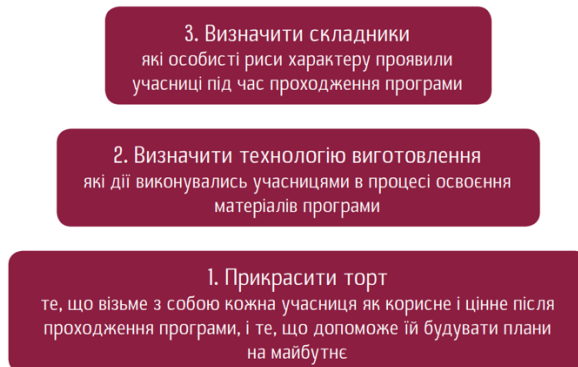 3. Визначити складники
які особисті риси характеру проявили
учасниці під час проходження програми
2. Визначити технологію виготовлення
які дії виконувались учасницями в процесі освоєння
матеріалів програми
1. Прикрасити торт
те, що візьме з собою кожна учасниця як корисне і цінне після
проходження програми, і те, що допоможе їй будувати плани
на майбутнє